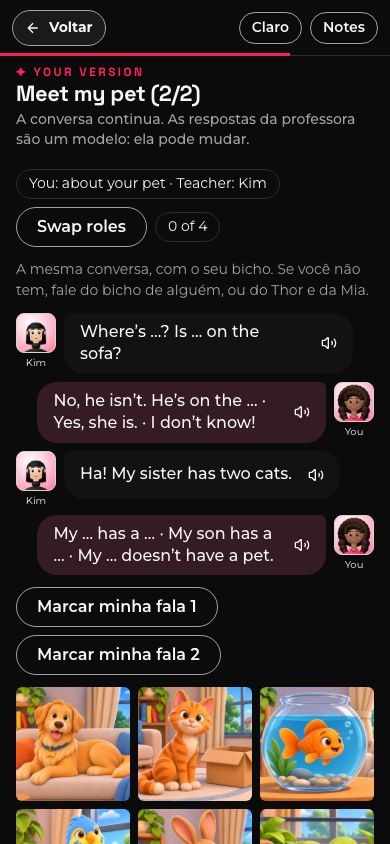 Voltar
Claro
Notes
YOUR VERSION
Meet my pet (2/2)
A conversa continua. As respostas da professora
são um modelo: ela pode mudar.
You: about your pet · Teacher: Kim
Swap roles
0 of 4
A mesma conversa, com o seu bicho. Se você não
tem, fale do bicho de alguém, ou do Thor e da Mia.
Where's ...? Is ... on the
sofa?
Kim
No, he isn't. He's on the ... ·
Yes, she is. · I don't know!
You
Ha! My sister has two cats.
Kim
My ... has a ... · My son has a
... · My ... doesn't have a pet.
You
Marcar minha fala 1
Marcar minha fala 2